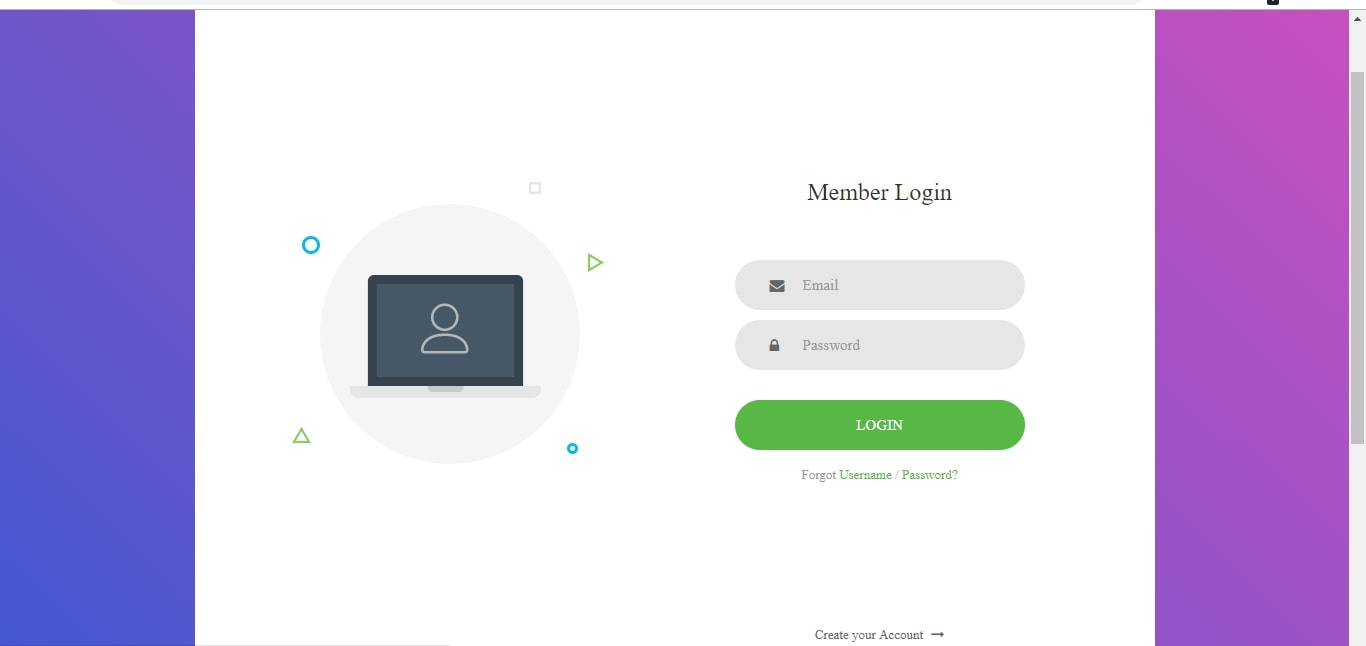 Member Login
Email
Password
LOGIN
Forgot Username / Password?
Create your Account